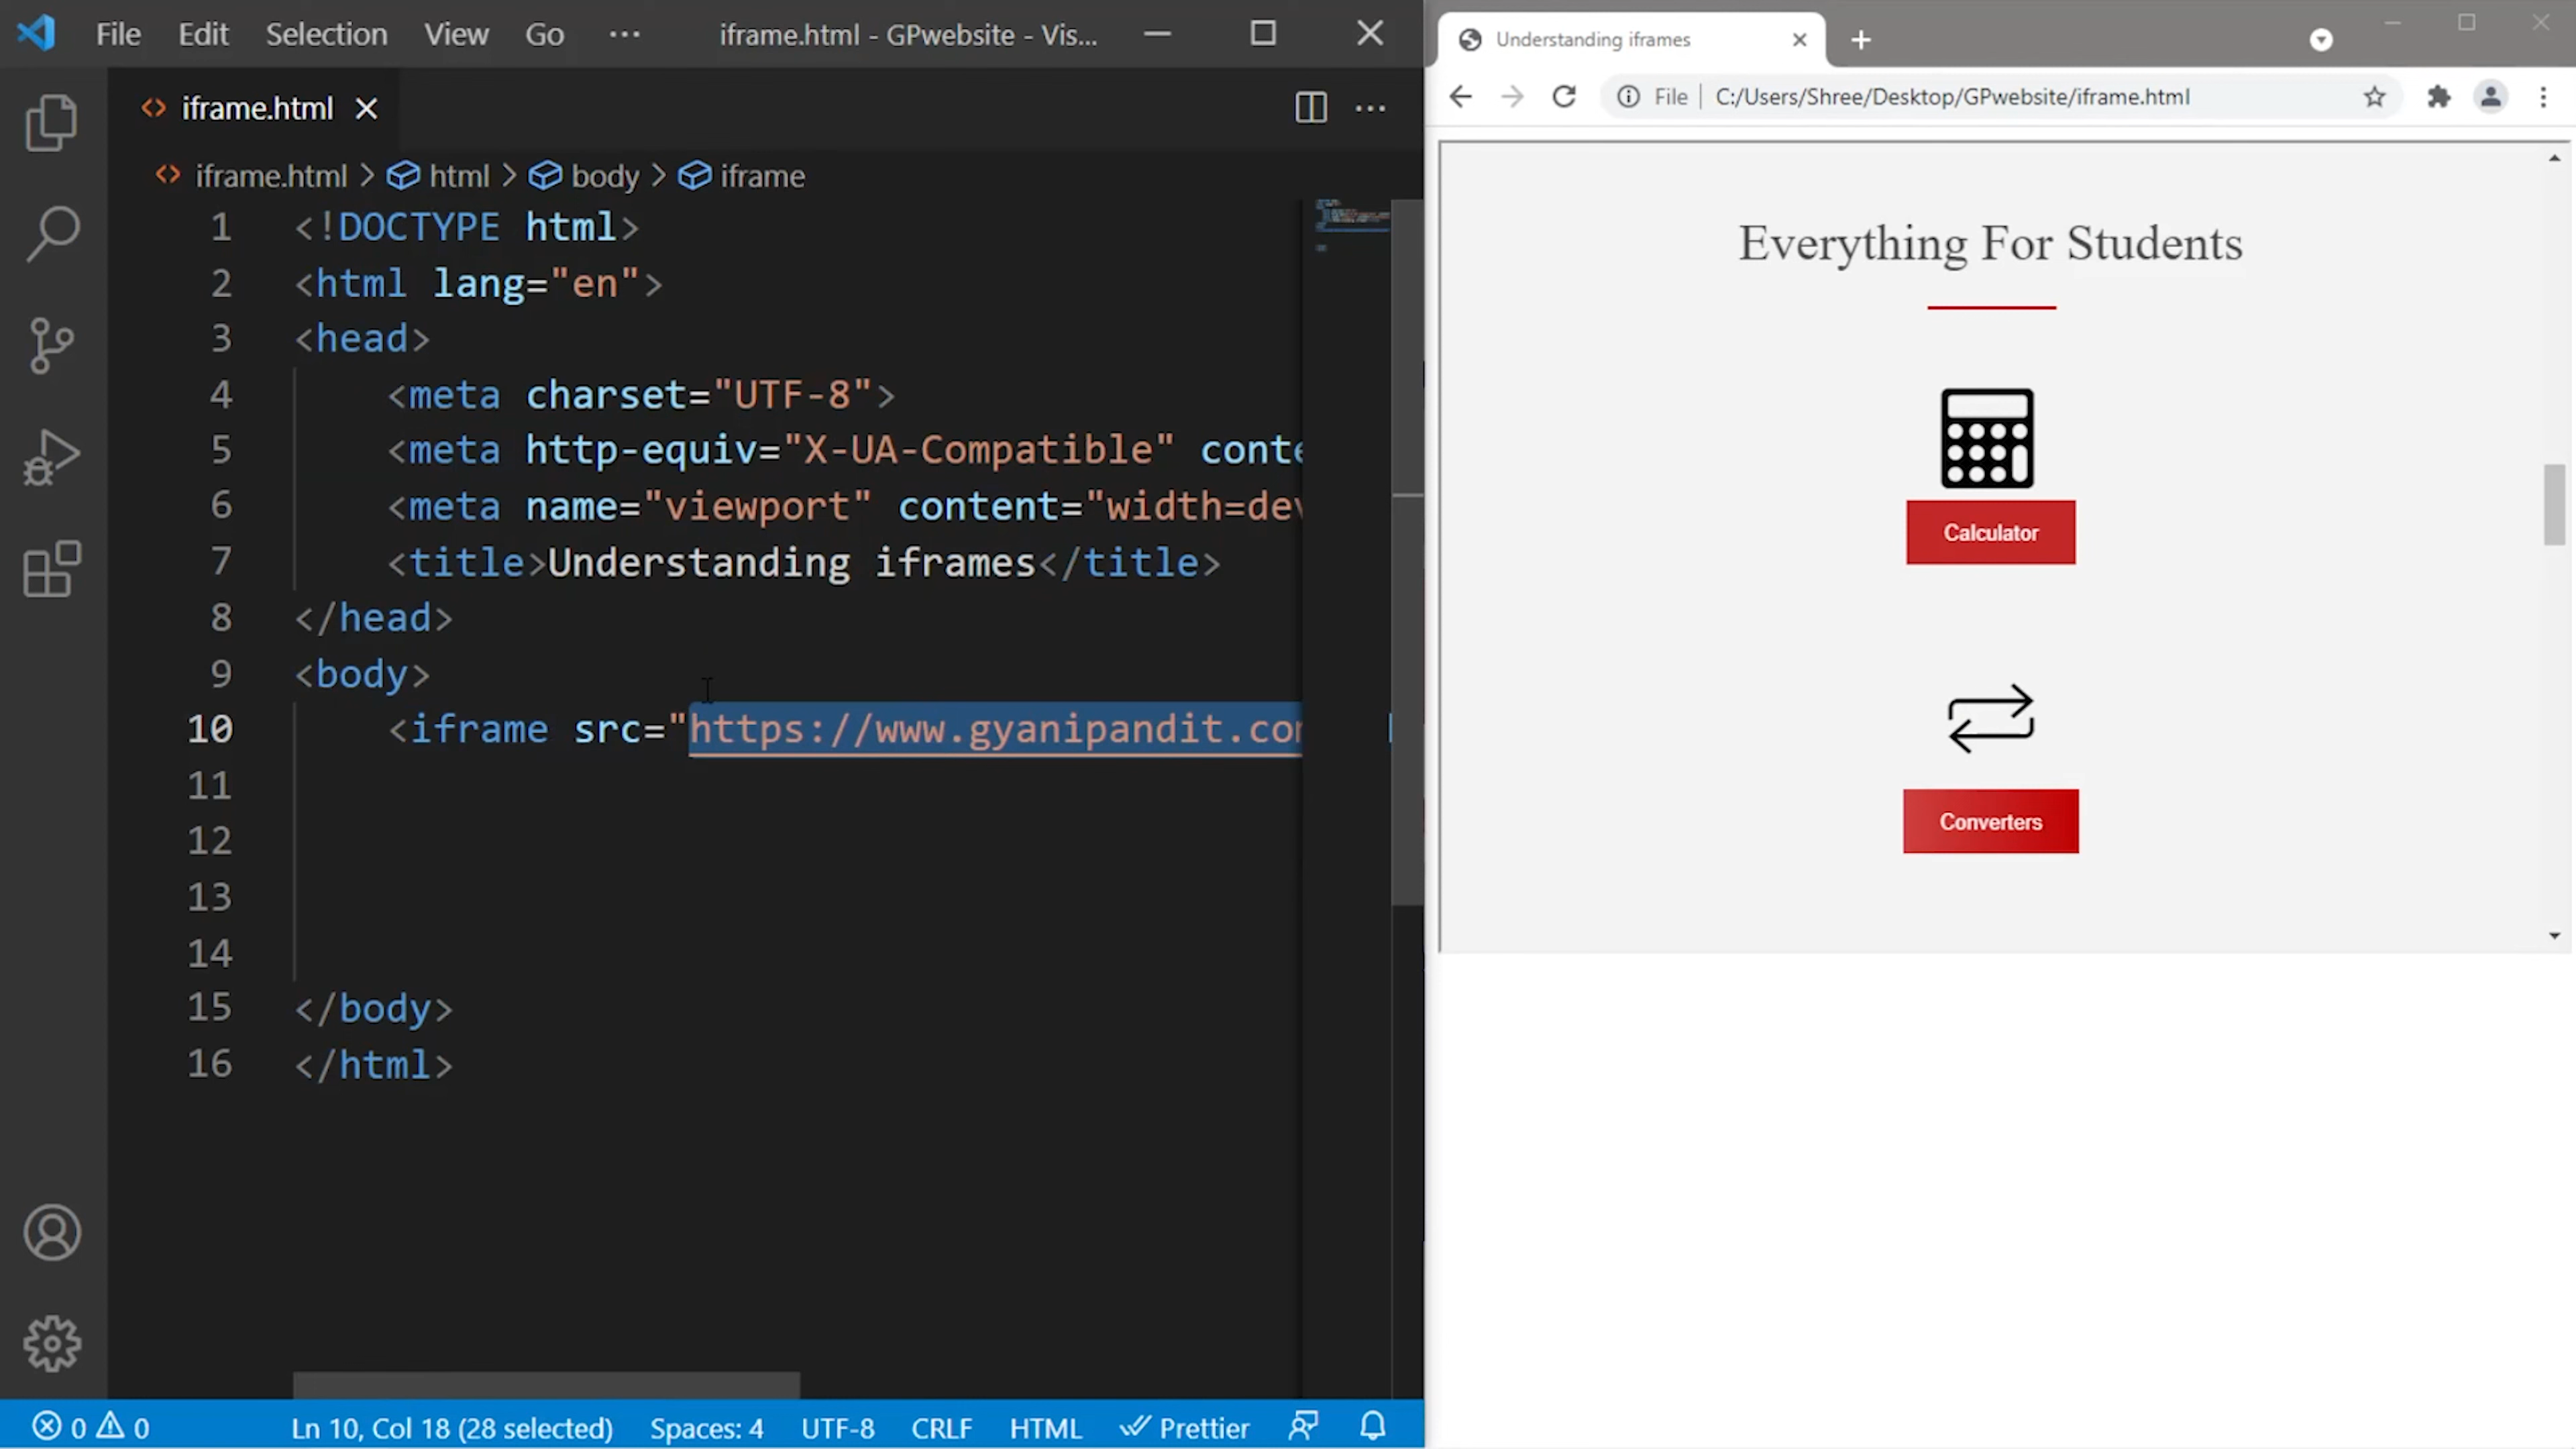 File Edit Selection View Go ··· iframe.html - GPwebsite - Vis...
iframe.html
iframe.html > html > body > iframe
1 <!DOCTYPE html>
2 <html lang="en">
3 <head>
4 <meta charset="UTF-8">
5 <meta http-equiv="X-UA-Compatible" conte
6 <meta name="viewport" content="width=dev
7 <title>Understanding iframes</title>
8 </head>
9 <body>
10 <iframe src="https://www.gyanipandit.com
11
12
13
14
15 </body>
16 </html>
0 0 Ln 10, Col 18 (28 selected) Spaces: 4 UTF-8 CRLF HTML Prettier
Understanding iframes
File C:/Users/Shree/Desktop/GPwebsite/iframe.html
Everything For Students
Calculator
Converters